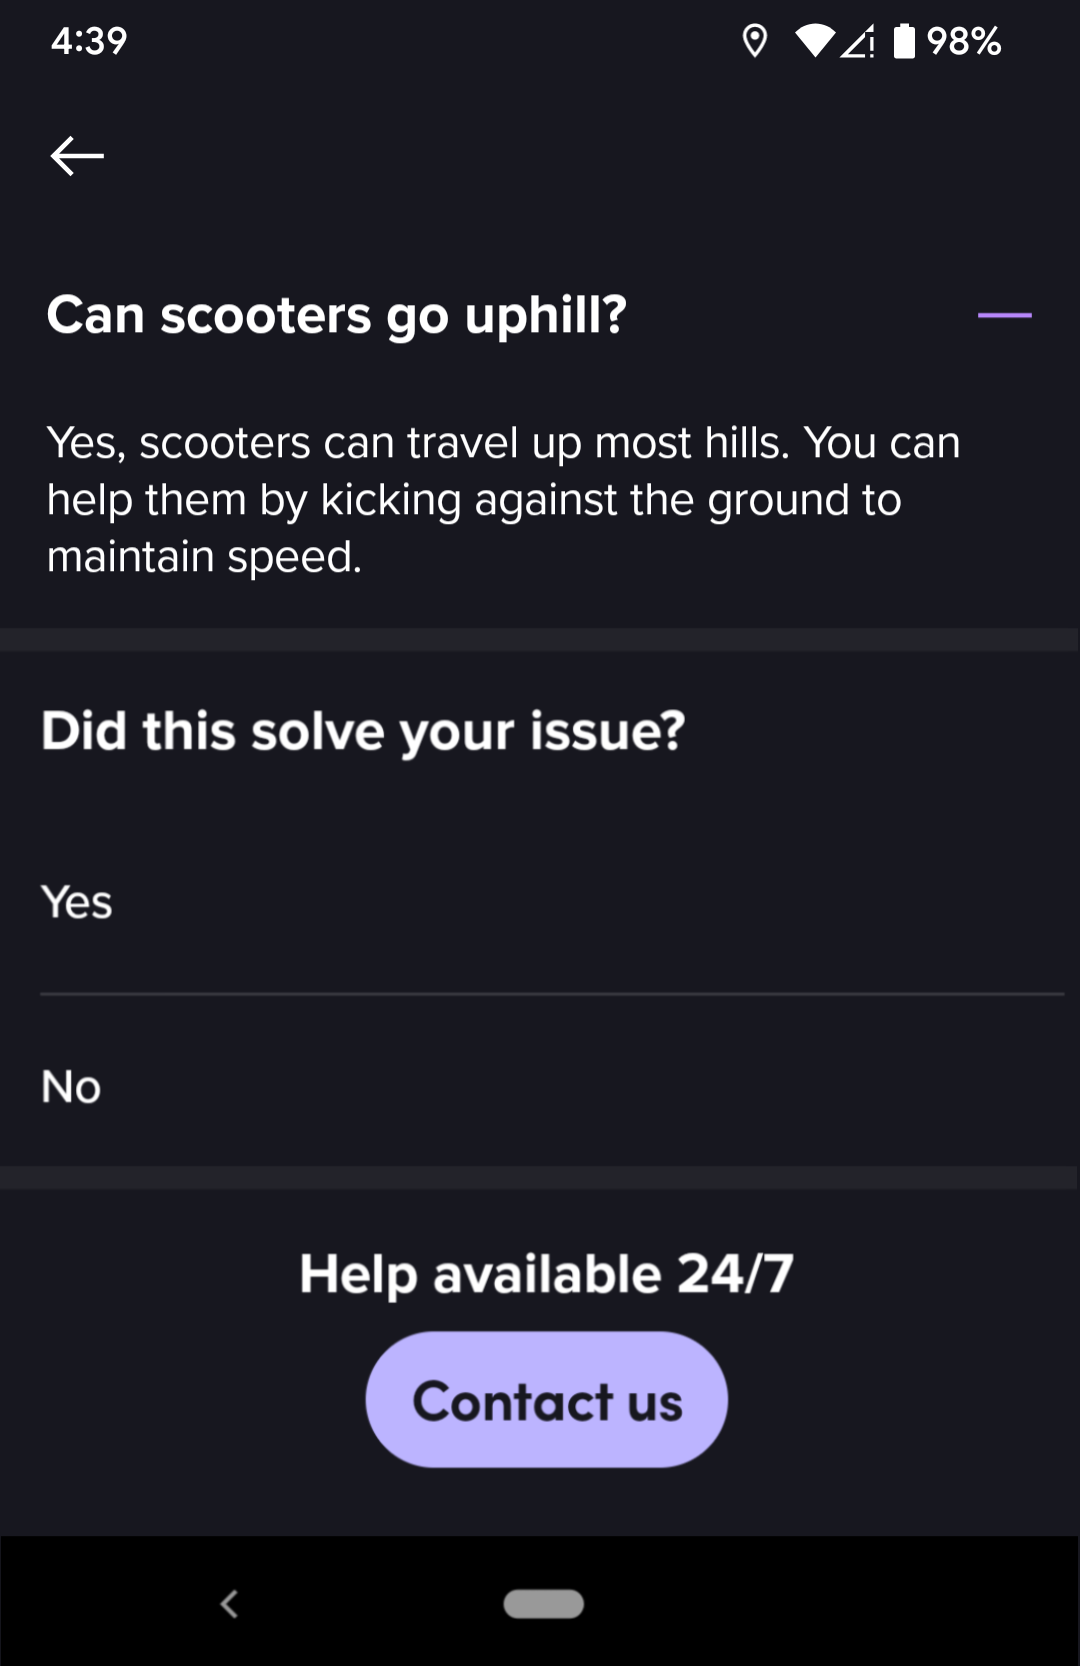 4:39
98%
Can scooters go uphill?
Yes, scooters can travel up most hills. You can
help them by kicking against the ground to
maintain speed.
Did this solve your issue?
Yes
No
Help available 24/7
Contact us